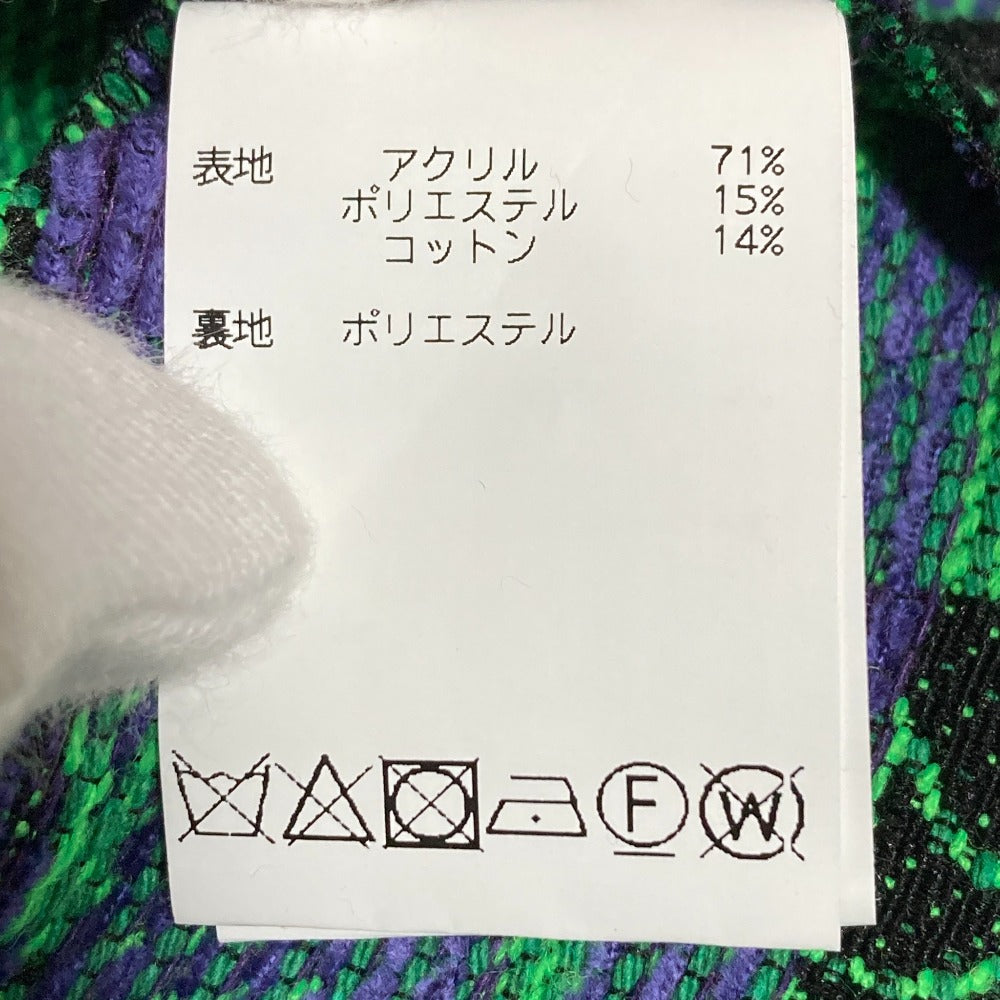 表地 アクリル 71%
ポリエステル 15%
コットン 14%
裏地 ポリエステル
F W